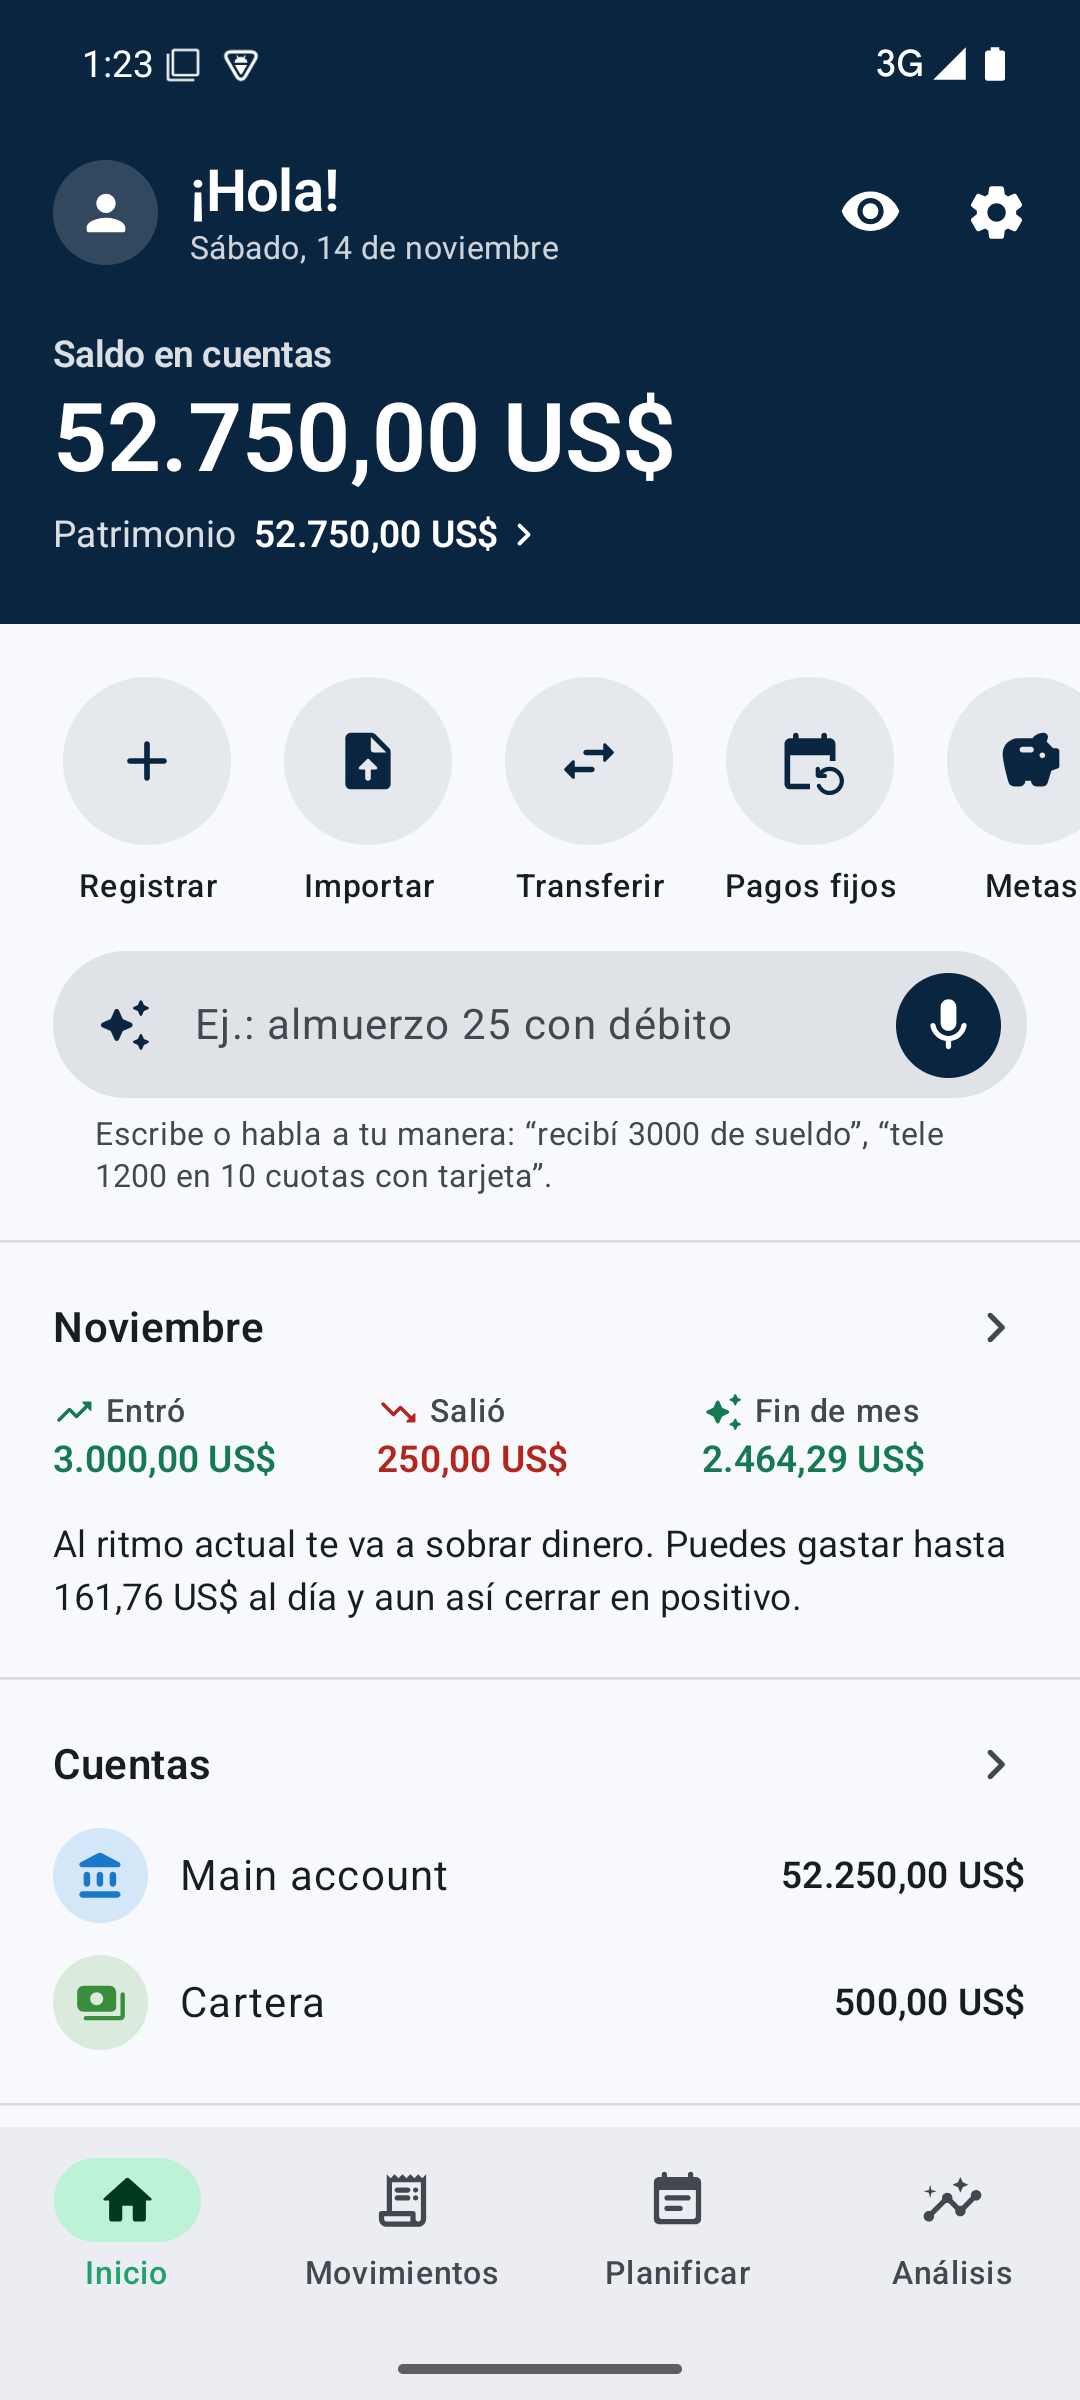 1:23
3G
¡Hola!
Sábado, 14 de noviembre
Saldo en cuentas
52.750,00 US$
Patrimonio 52.750,00 US$
Registrar
Importar
Transferir
Pagos fijos
Metas
Ej.: almuerzo 25 con débito
Escribe o habla a tu manera: “recibí 3000 de sueldo”, “tele
1200 en 10 cuotas con tarjeta”.
Noviembre
Entró
3.000,00 US$
Salió
250,00 US$
Fin de mes
2.464,29 US$
Al ritmo actual te va a sobrar dinero. Puedes gastar hasta
161,76 US$ al día y aun así cerrar en positivo.
Cuentas
Main account 52.250,00 US$
Cartera 500,00 US$
Inicio
Movimientos
Planificar
Análisis